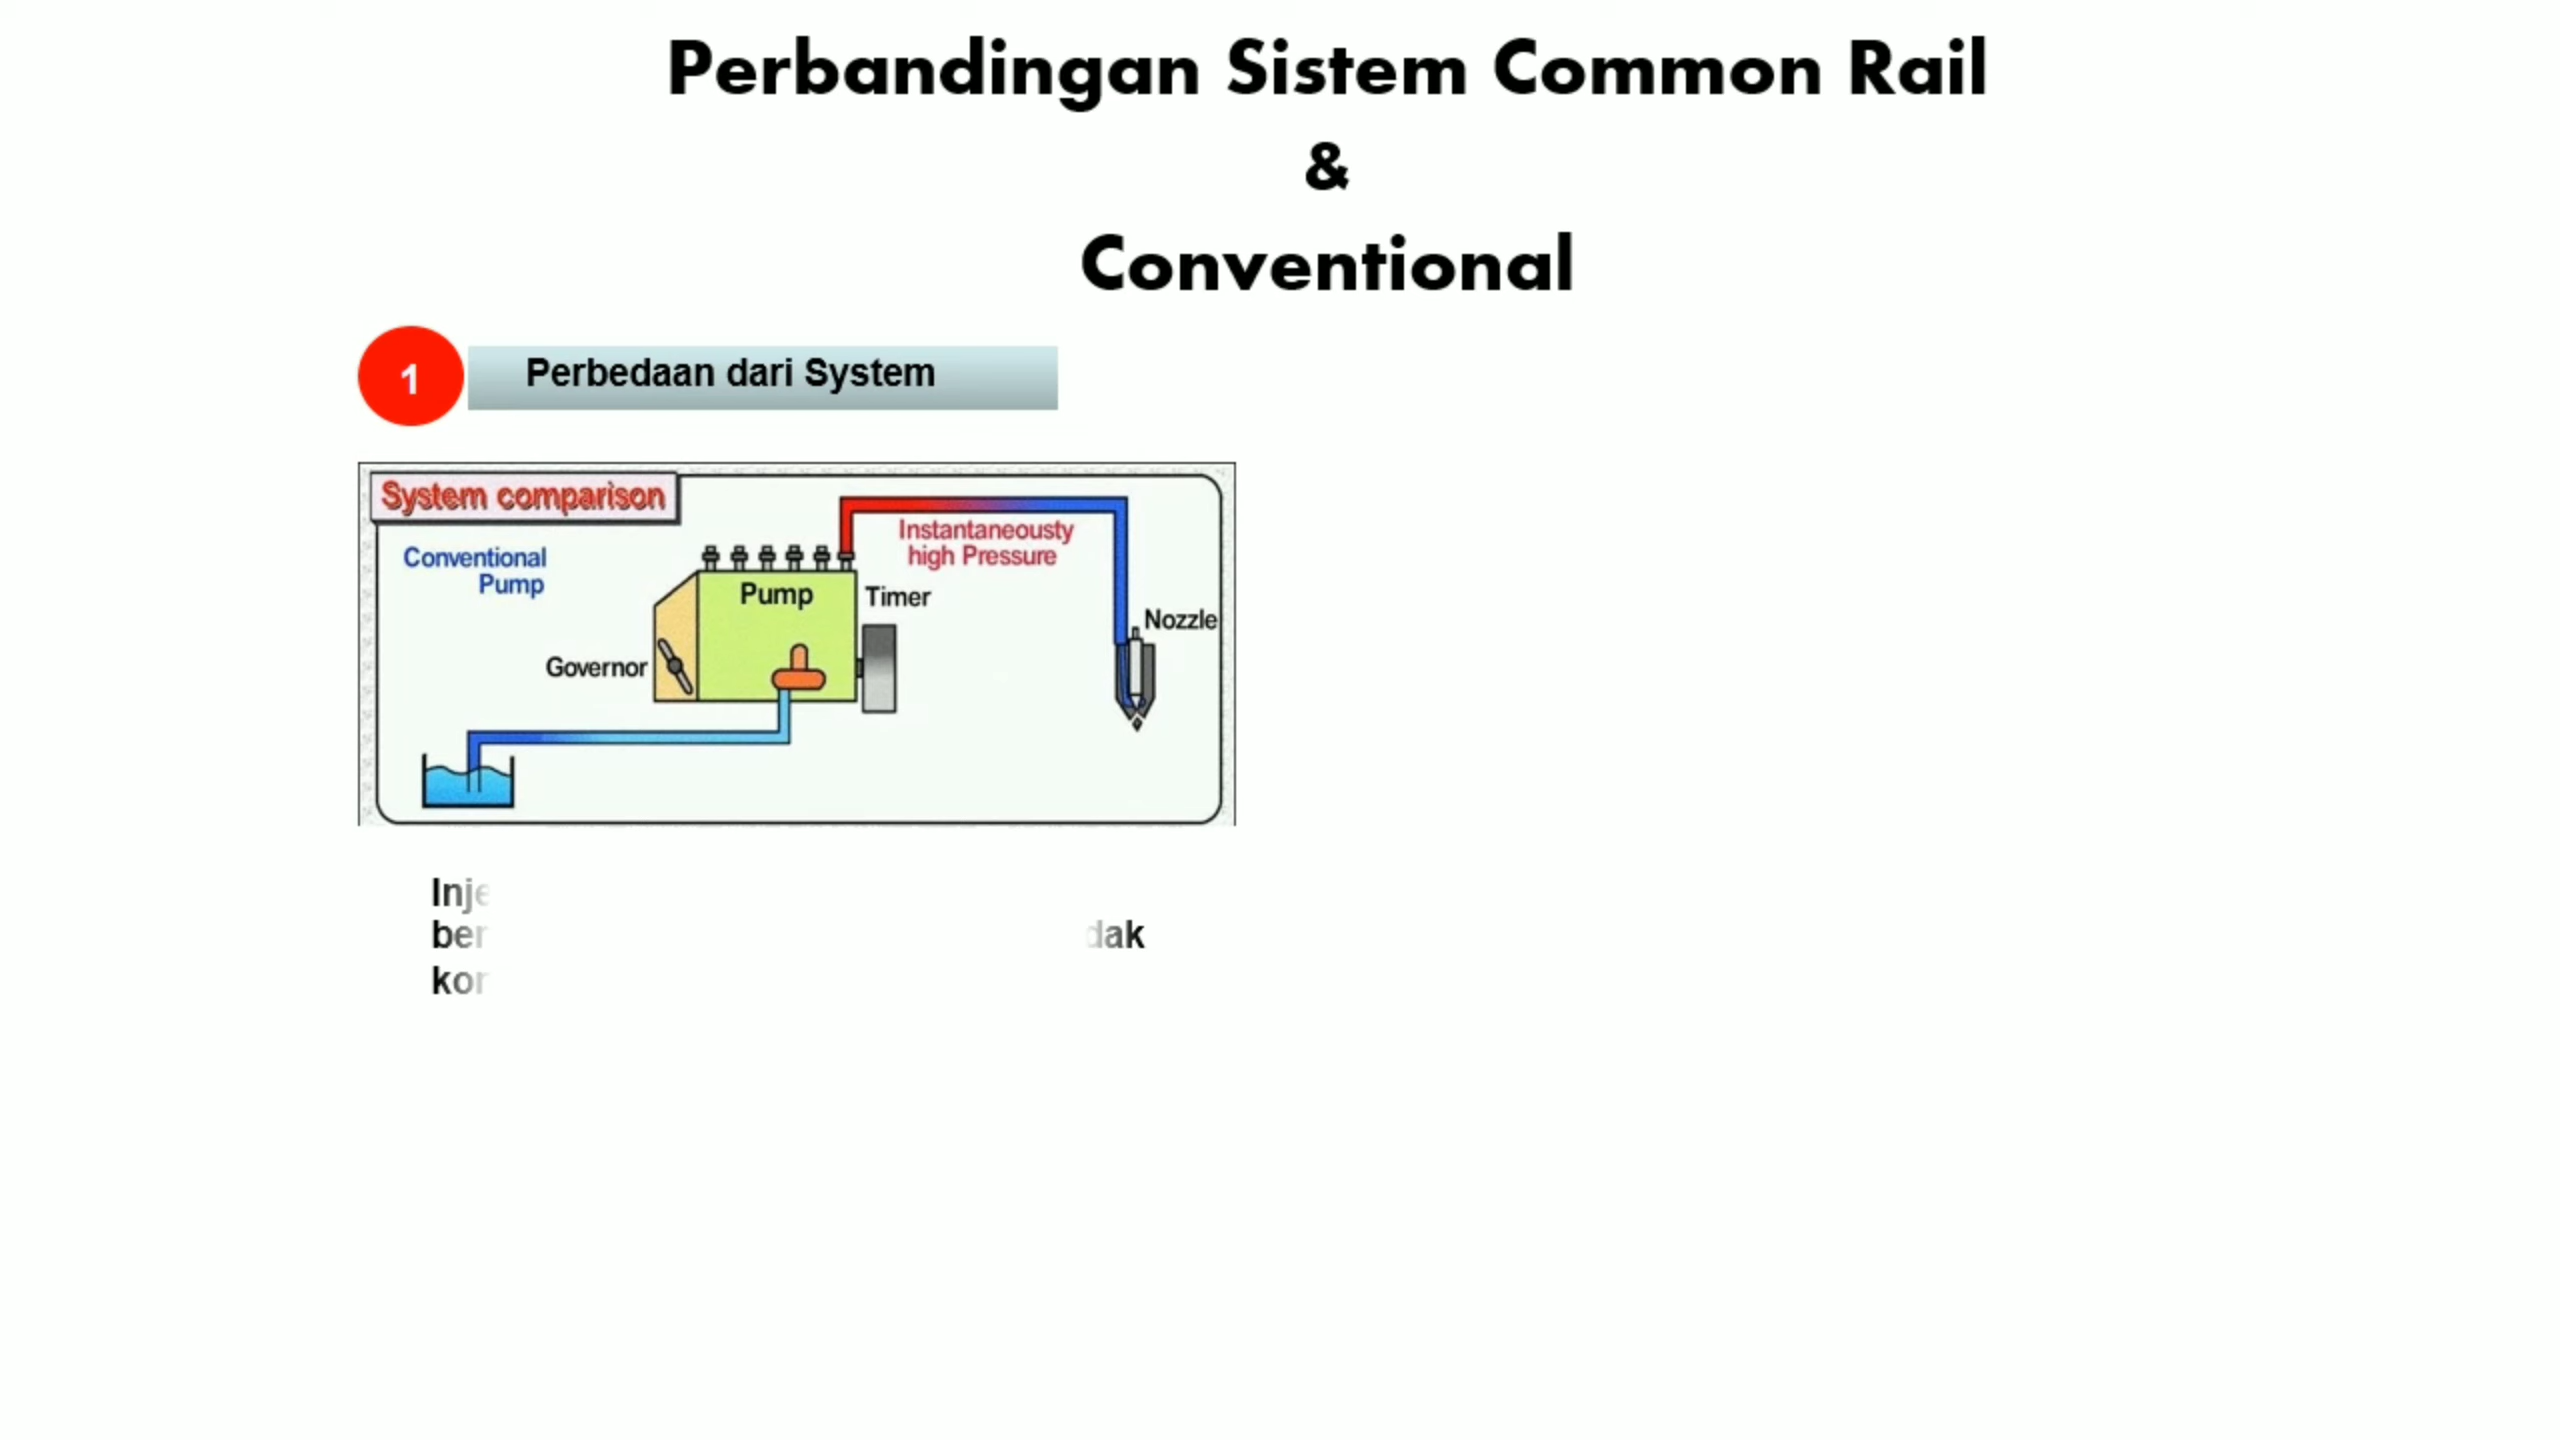 Perbandingan Sistem Common Rail
&
Conventional
1
Perbedaan dari System
System comparison
Conventional
Pump
Instantaneousty
high Pressure
Pump
Timer
Nozzle
Governor